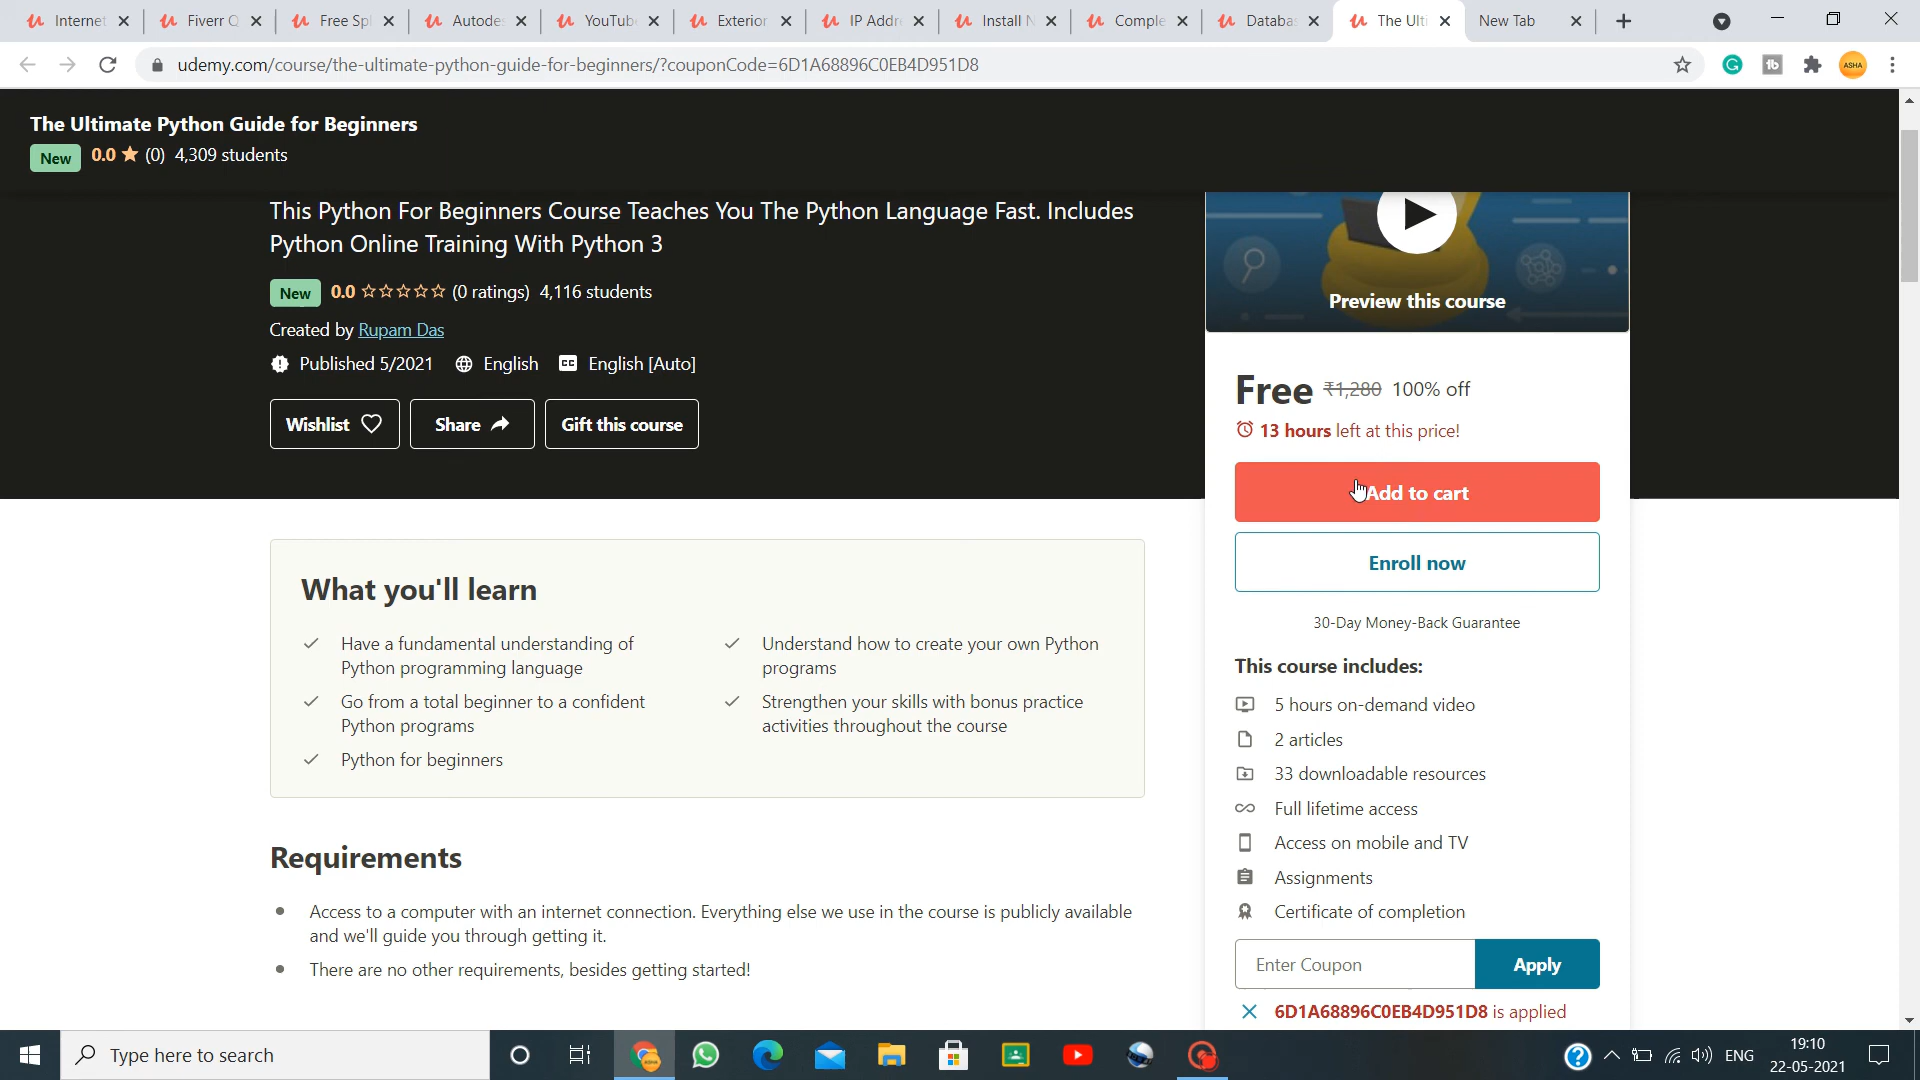 Internet
Fiverr Q
Free Spl
Autodes
YouTube
Exterior
IP Addre
Install N
Comple
Databas
The Ulti
New Tab
udemy.com/course/the-ultimate-python-guide-for-beginners/?couponCode=6D1A68896C0EB4D951D8
ASHA
The Ultimate Python Guide for Beginners
New 0.0 (0) 4,309 students
This Python For Beginners Course Teaches You The Python Language Fast. Includes
Python Online Training With Python 3
New 0.0 (0 ratings) 4,116 students
Created by Rupam Das
Published 5/2021 English CC English [Auto]
Wishlist Share Gift this course
Preview this course
Free ₹1,280 100% off
13 hours left at this price!
Add to cart
Enroll now
30-Day Money-Back Guarantee
This course includes:
5 hours on-demand video
2 articles
33 downloadable resources
Full lifetime access
Access on mobile and TV
Assignments
Certificate of completion
Enter Coupon Apply
6D1A68896C0EB4D951D8 is applied
What you'll learn
Have a fundamental understanding of
Python programming language
Go from a total beginner to a confident
Python programs
Python for beginners
Understand how to create your own Python
programs
Strengthen your skills with bonus practice
activities throughout the course
Requirements
Access to a computer with an internet connection. Everything else we use in the course is publicly available
and we'll guide you through getting it.
There are no other requirements, besides getting started!
Type here to search
ENG
19:10
22-05-2021